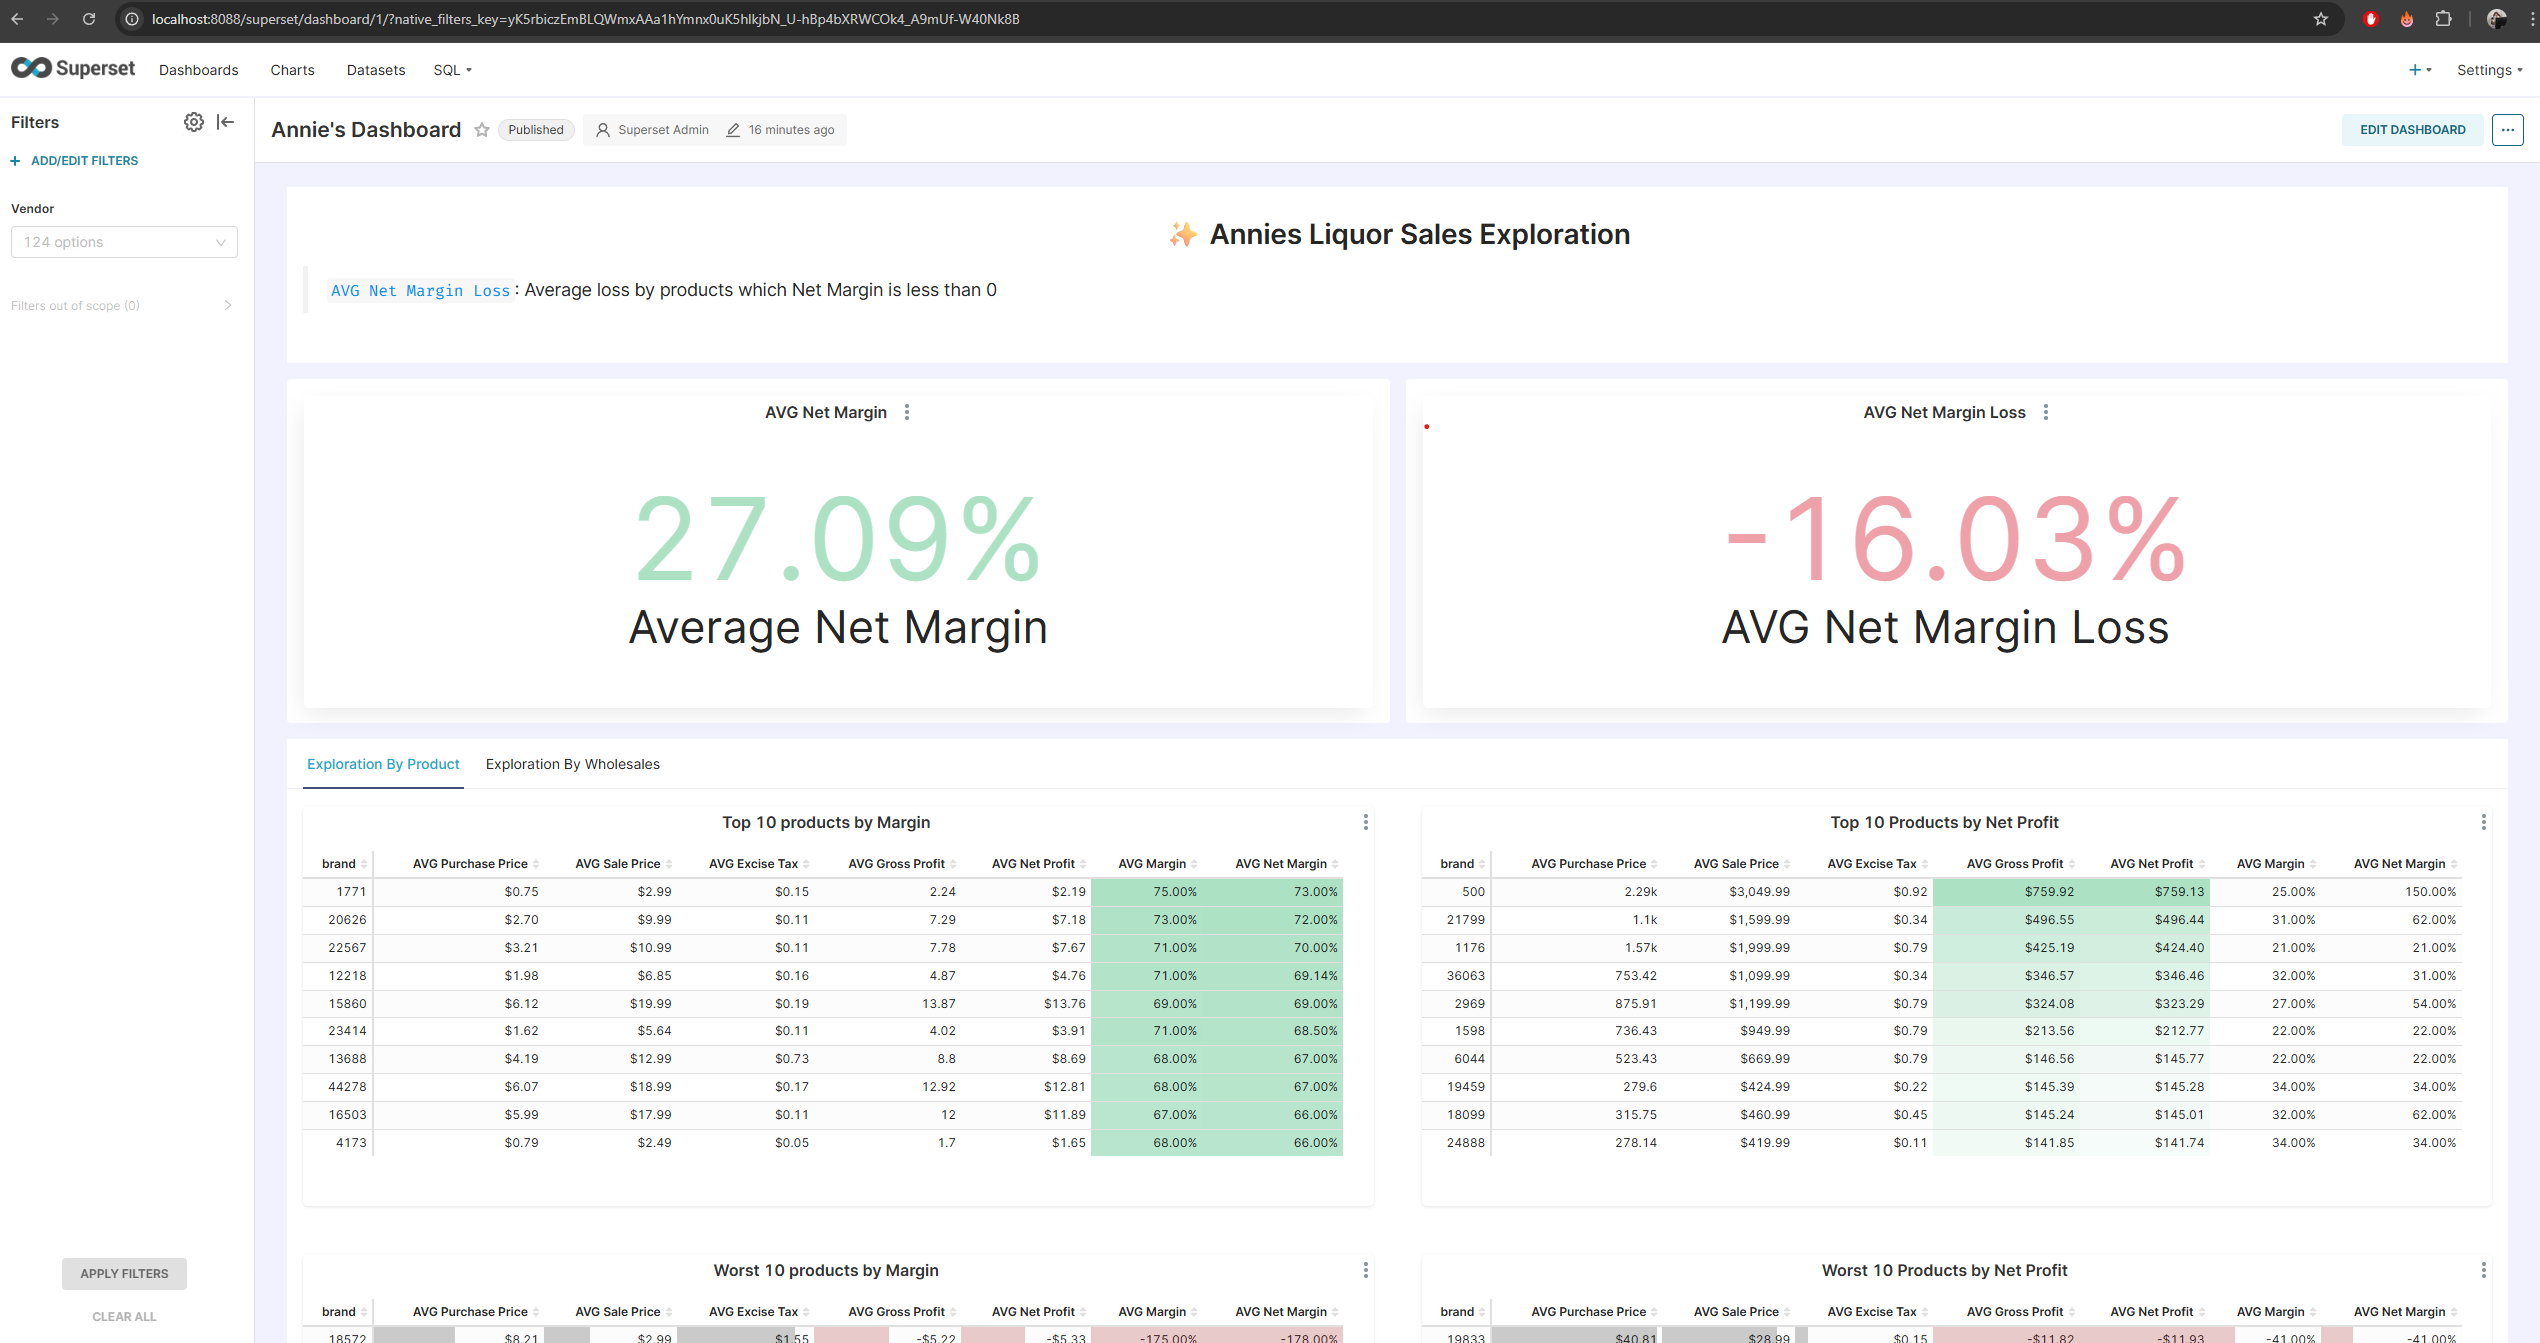 localhost:8088/superset/dashboard/1/?native_filters_key=yK5rbiczEmBLQWmxAAa1hYmnx0uK5hlkjbN_U-hBp4bXRWCOk4_A9mUf-W40Nk8B
Superset Dashboards Charts Datasets SQL Settings
Filters
ADD/EDIT FILTERS
Vendor
124 options
Filters out of scope (0)
APPLY FILTERS
CLEAR ALL
Annie's Dashboard Published Superset Admin 16 minutes ago EDIT DASHBOARD
Annies Liquor Sales Exploration
AVG Net Margin Loss: Average loss by products which Net Margin is less than 0
AVG Net Margin
27.09%
Average Net Margin
AVG Net Margin Loss
-16.03%
AVG Net Margin Loss
Exploration By Product Exploration By Wholesales
Top 10 products by Margin
brand AVG Purchase Price AVG Sale Price AVG Excise Tax AVG Gross Profit AVG Net Profit AVG Margin AVG Net Margin
1771 $0.75 $2.99 $0.15 2.24 $2.19 75.00% 73.00%
20626 $2.70 $9.99 $0.11 7.29 $7.18 73.00% 72.00%
22567 $3.21 $10.99 $0.11 7.78 $7.67 71.00% 70.00%
12218 $1.98 $6.85 $0.16 4.87 $4.76 71.00% 69.14%
15860 $6.12 $19.99 $0.19 13.87 $13.76 69.00% 69.00%
23414 $1.62 $5.64 $0.11 4.02 $3.91 71.00% 68.50%
13688 $4.19 $12.99 $0.73 8.8 $8.69 68.00% 67.00%
44278 $6.07 $18.99 $0.17 12.92 $12.81 68.00% 67.00%
16503 $5.99 $17.99 $0.11 12 $11.89 67.00% 66.00%
4173 $0.79 $2.49 $0.05 1.7 $1.65 68.00% 66.00%
Top 10 Products by Net Profit
brand AVG Purchase Price AVG Sale Price AVG Excise Tax AVG Gross Profit AVG Net Profit AVG Margin AVG Net Margin
500 2.29k $3,049.99 $0.92 $759.92 $759.13 25.00% 150.00%
21799 1.1k $1,599.99 $0.34 $496.55 $496.44 31.00% 62.00%
1176 1.57k $1,999.99 $0.79 $425.19 $424.40 21.00% 21.00%
36063 753.42 $1,099.99 $0.34 $346.57 $346.46 32.00% 31.00%
2969 875.91 $1,199.99 $0.79 $324.08 $323.29 27.00% 54.00%
1598 736.43 $949.99 $0.79 $213.56 $212.77 22.00% 22.00%
6044 523.43 $669.99 $0.79 $146.56 $145.77 22.00% 22.00%
19459 279.6 $424.99 $0.22 $145.39 $145.28 34.00% 34.00%
18099 315.75 $460.99 $0.45 $145.24 $145.01 32.00% 62.00%
24888 278.14 $419.99 $0.11 $141.85 $141.74 34.00% 34.00%
Worst 10 products by Margin
brand AVG Purchase Price AVG Sale Price AVG Excise Tax AVG Gross Profit AVG Net Profit AVG Margin AVG Net Margin
18572 $8.21 $2.99 $1.55 -$5.22 -$5.33 -175.00% -178.00%
Worst 10 Products by Net Profit
brand AVG Purchase Price AVG Sale Price AVG Excise Tax AVG Gross Profit AVG Net Profit AVG Margin AVG Net Margin
19833 $40.81 $28.99 $0.15 -$11.82 -$11.93 -41.00% -41.00%